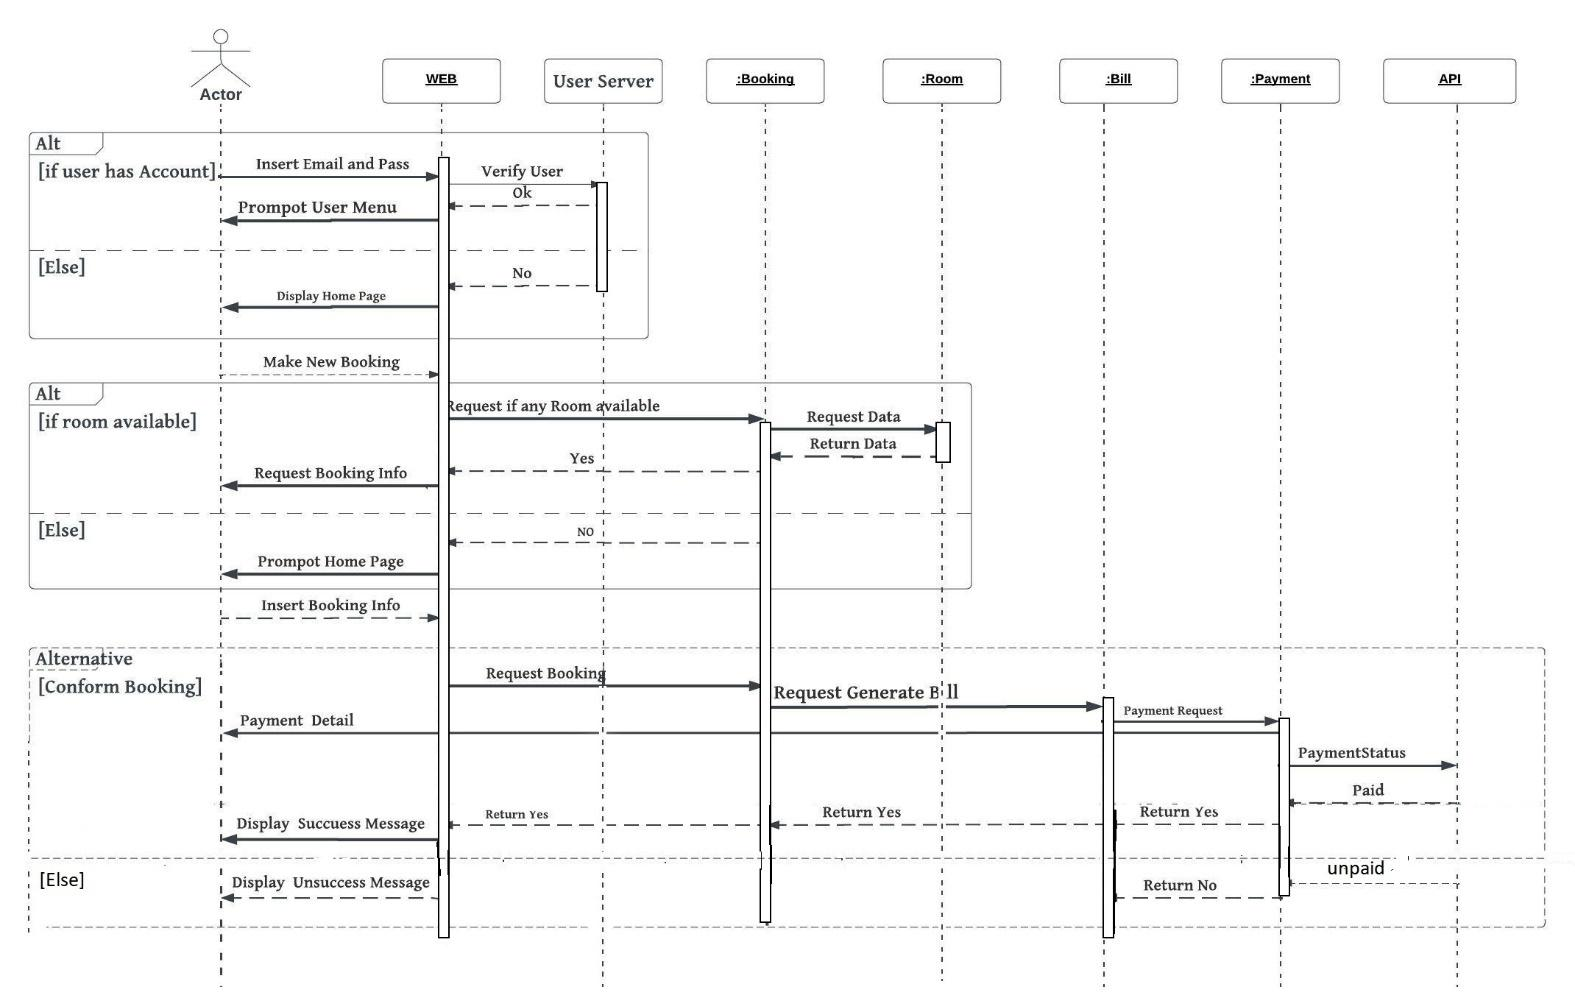 Actor
WEB
User Server
:Booking
:Room
:Bill
:Payment
API
Alt
[if user has Account]
Insert Email and Pass
Verify User
Ok
Prompot User Menu
[Else]
No
Display Home Page
Make New Booking
Alt
[if room available]
Request if any Room available
Request Data
Return Data
Yes
Request Booking Info
[Else]
NO
Prompot Home Page
Insert Booking Info
Alternative
[Conform Booking]
Request Booking
Request Generate Bill
Payment Request
Payment Detail
PaymentStatus
Paid
Return Yes
Return Yes
Return Yes
Display Succuess Message
[Else]
unpaid
Return No
Display Unsuccess Message